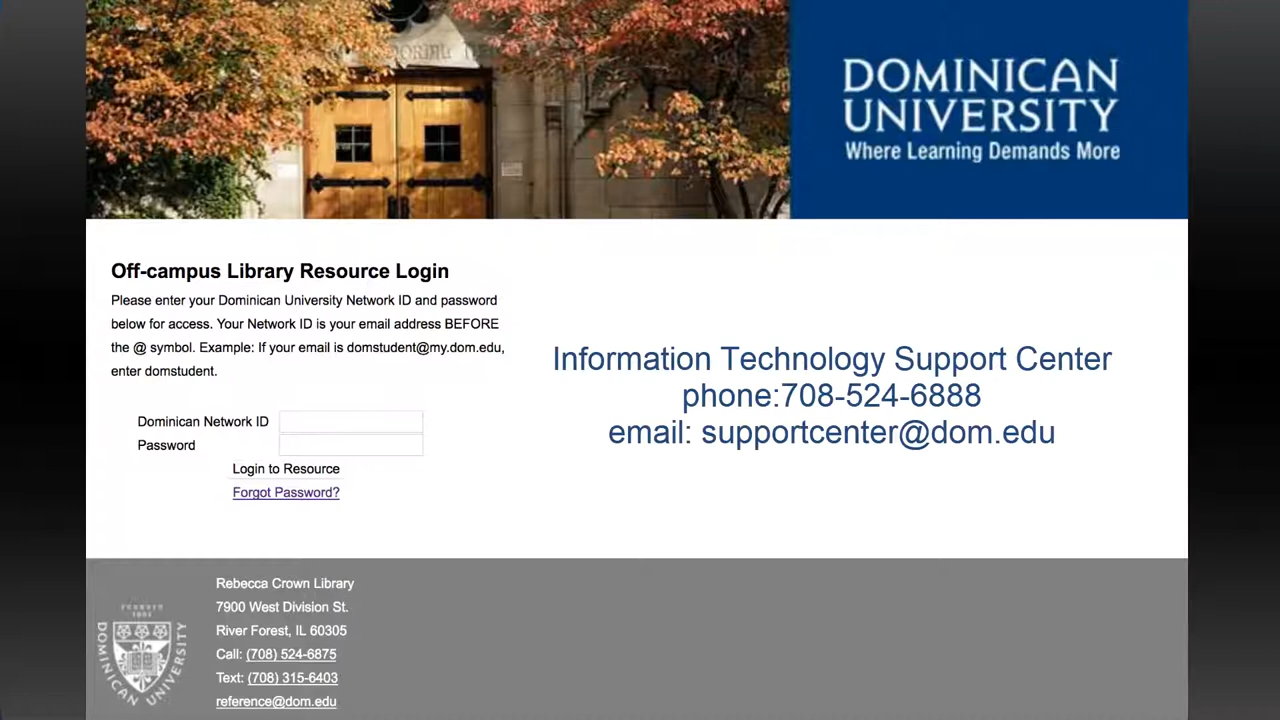 DOMINICAN
UNIVERSITY
Where Learning Demands More
Off-campus Library Resource Login
Please enter your Dominican University Network ID and password
below for access. Your Network ID is your email address BEFORE
the @ symbol. Example: If your email is domstudent@my.dom.edu,
enter domstudent.
Dominican Network ID
Password
Login to Resource
Forgot Password?
Information Technology Support Center
phone:708-524-6888
email: supportcenter@dom.edu
FOUNDED
1901
DOMINICAN UNIVERSITY
Rebecca Crown Library
7900 West Division St.
River Forest, IL 60305
Call: (708) 524-6875
Text: (708) 315-6403
reference@dom.edu